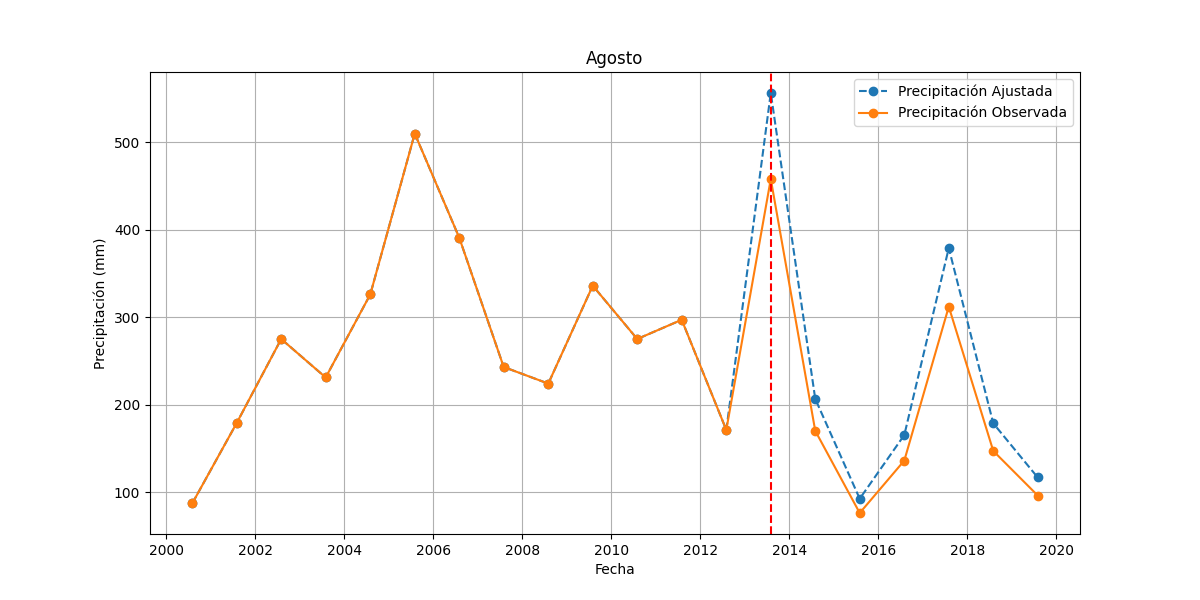 Agosto
Precipitación Ajustada
Precipitación Observada
Precipitación (mm)
500
400
300
200
100
2000 2002 2004 2006 2008 2010 2012 2014 2016 2018 2020
Fecha